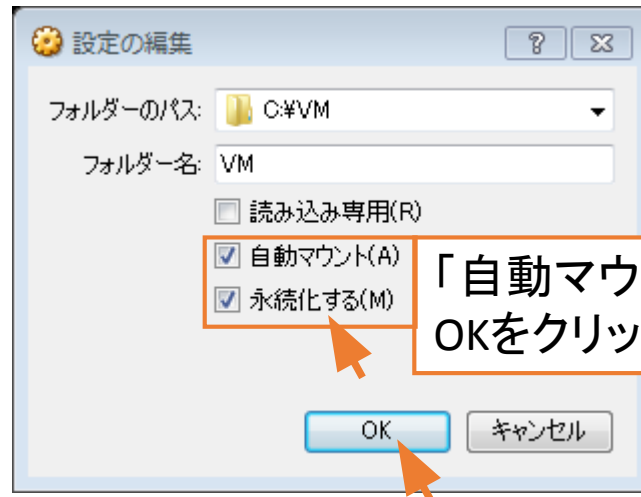 設定の編集
フォルダーのパス: C:¥VM
フォルダー名: VM
読み込み専用(R)
自動マウント(A)
永続化する(M)
「自動マウ
OKをクリッ
OK キャンセル